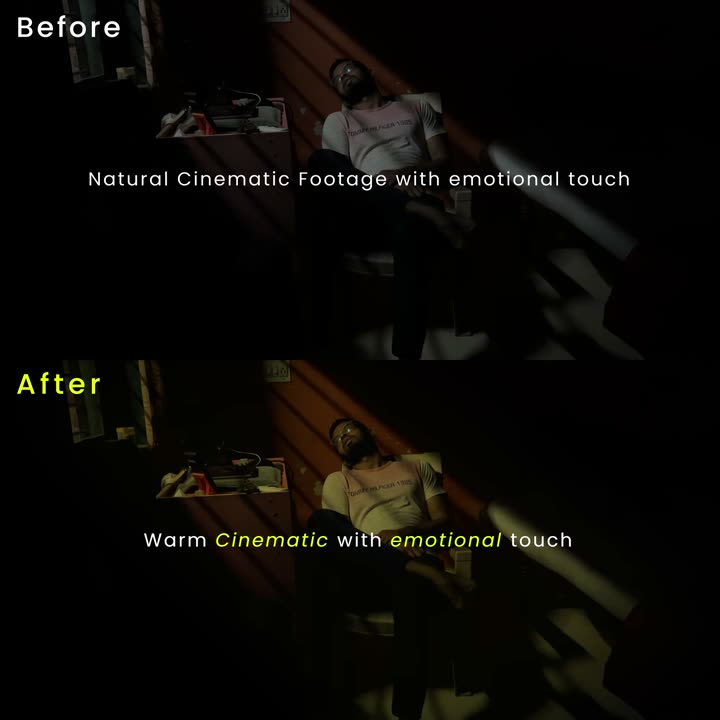 Before
Natural Cinematic Footage with emotional touch
After
Warm Cinematic with emotional touch